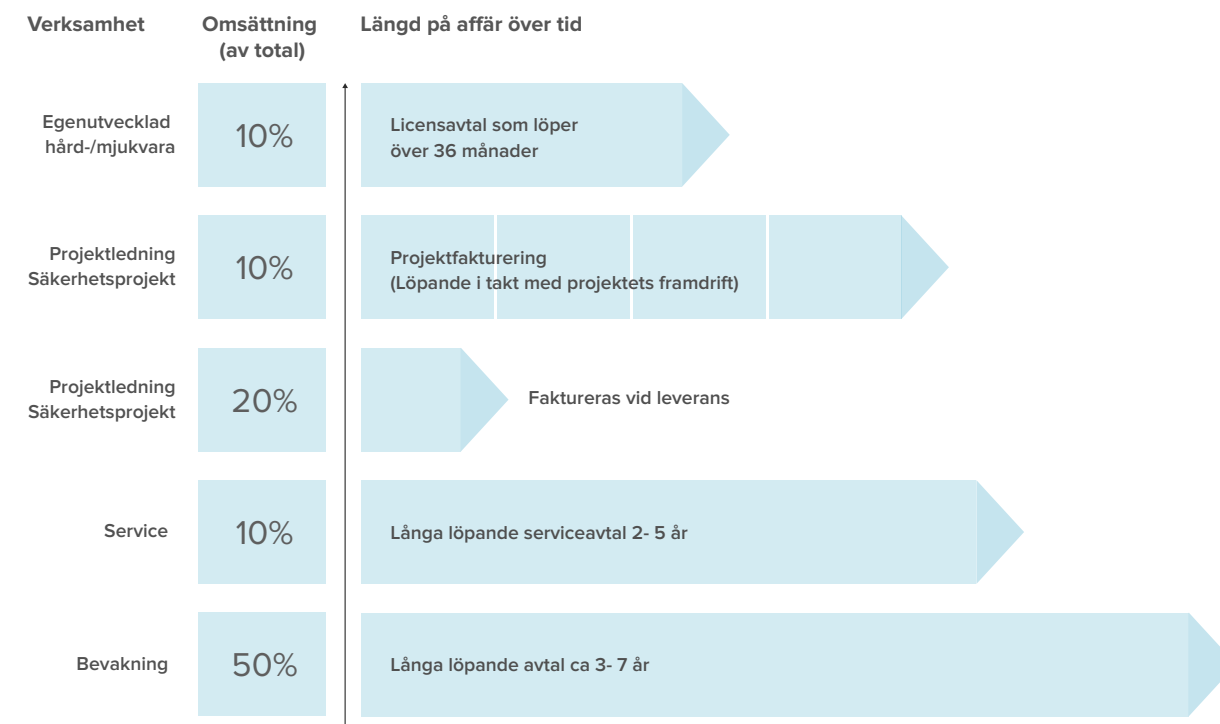 Verksamhet
Omsättning
(av total)
Längd på affär över tid
Egenutvecklad
hård-/mjukvara
10%
Licensavtal som löper
över 36 månader
Projektledning
Säkerhetsprojekt
10%
Projektfakturering
(Löpande i takt med projektets framdrift)
Projektledning
Säkerhetsprojekt
20%
Faktureras vid leverans
Service
10%
Långa löpande serviceavtal 2- 5 år
Bevakning
50%
Långa löpande avtal ca 3- 7 år